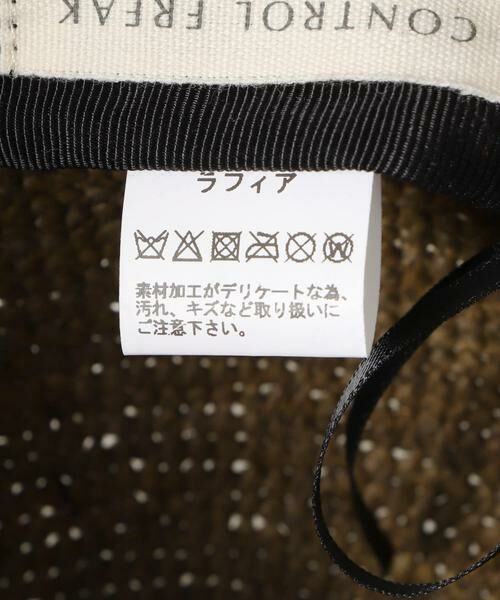 CONTROL FREAK
ラフィア
素材加工がデリケートな為、
汚れ、キズなど取り扱いに
ご注意下さい。